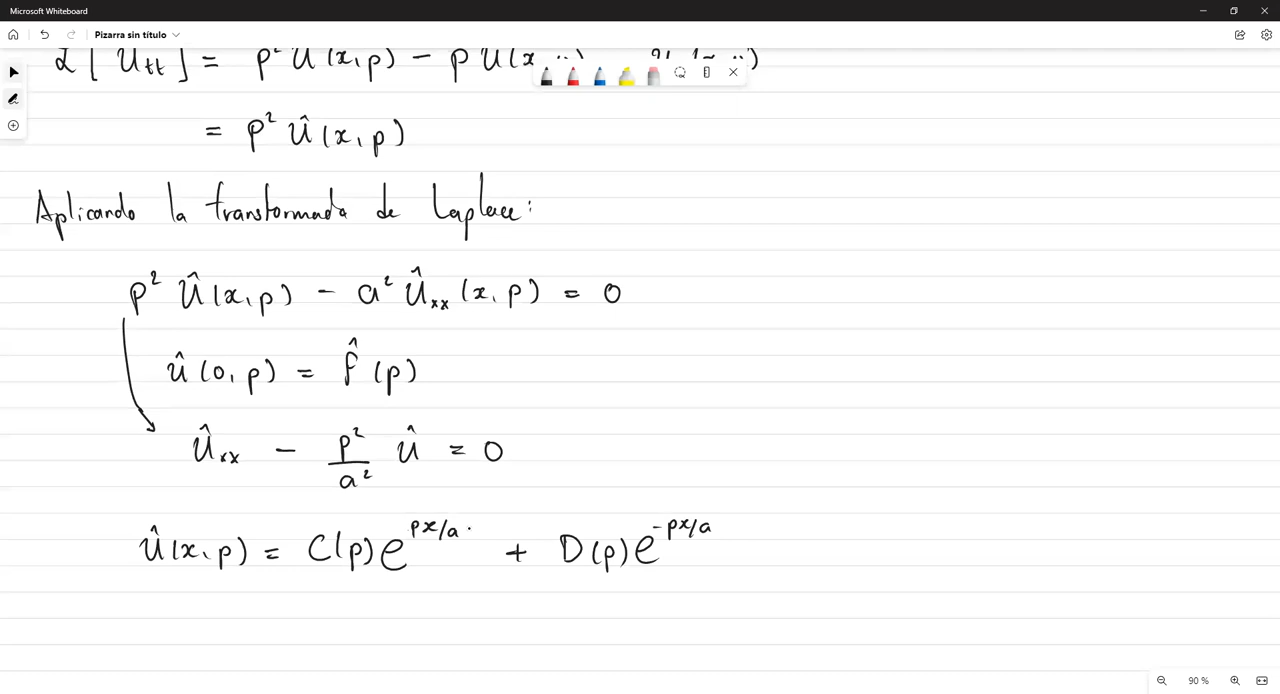 Microsoft Whiteboard
Pizarra sin título
ℒ[U_tt] = p² U(x,p) - p U(x
= p² Û(x,p)
Aplicando la transformada de Laplace:
p² Û(x,p) - a² Û_xx(x,p) = 0
û(0,p) = f̂(p)
Û_xx - p²/a² û = 0
Û(x,p) = C(p)e^(px/a) + D(p)e^(-px/a)
90 %